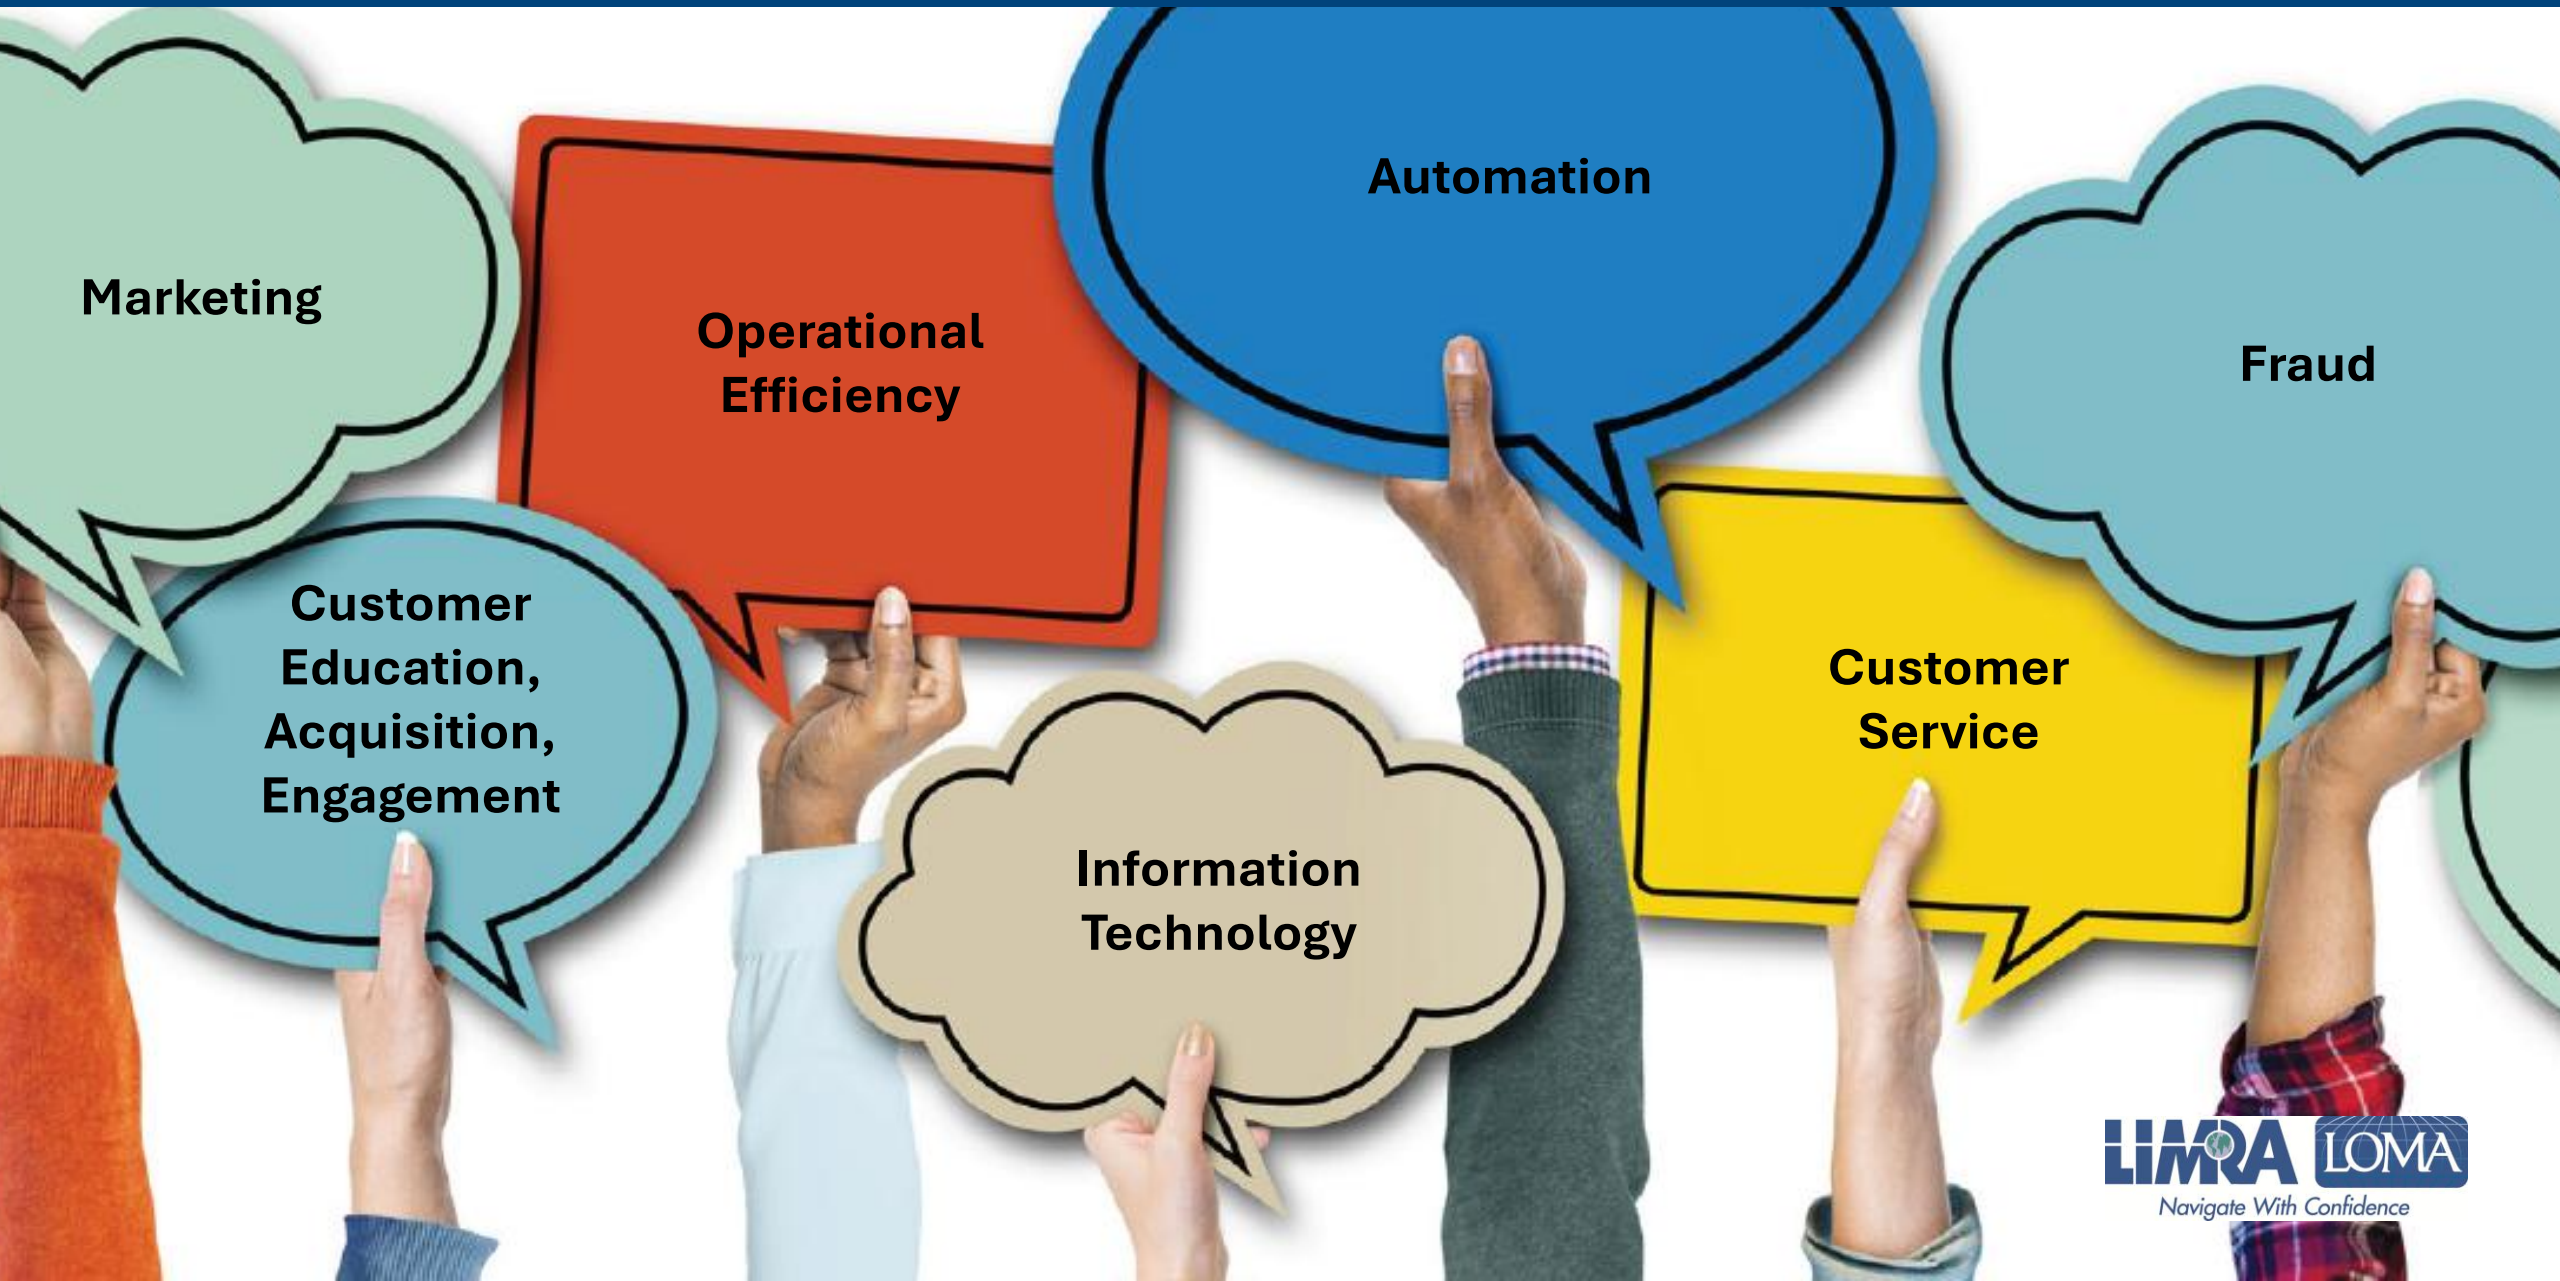 Marketing
Operational
Efficiency
Automation
Fraud
Customer
Education,
Acquisition,
Engagement
Information
Technology
Customer
Service
LIMRA LOMA
Navigate With Confidence